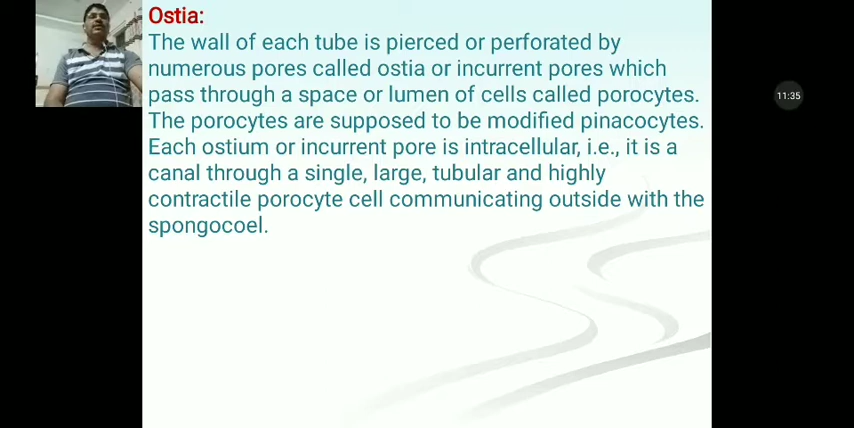 Ostia:
The wall of each tube is pierced or perforated by
numerous pores called ostia or incurrent pores which
pass through a space or lumen of cells called porocytes.
The porocytes are supposed to be modified pinacocytes.
Each ostium or incurrent pore is intracellular, i.e., it is a
canal through a single, large, tubular and highly
contractile porocyte cell communicating outside with the
spongocoel.
11:35